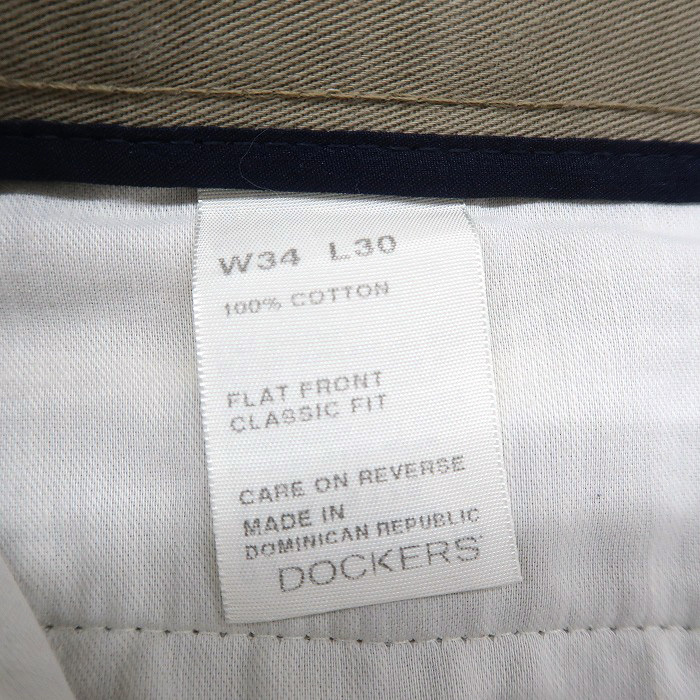 W34 L30
100% COTTON
FLAT FRONT
CLASSIC FIT
CARE ON REVERSE
MADE IN
DOMINICAN REPUBLIC
DOCKERS